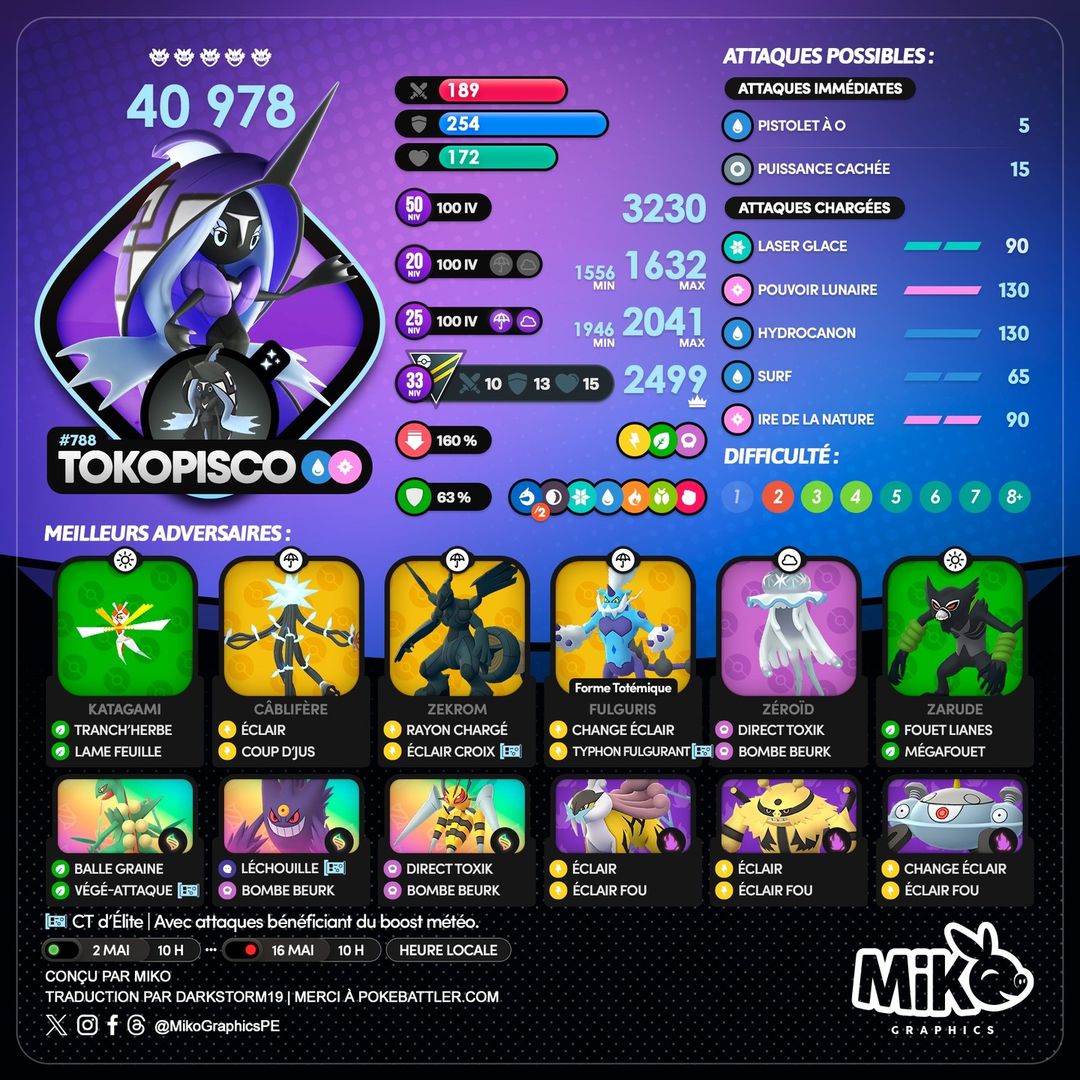 40 978
189
254
172
50 NIV 100 IV 3230
20 NIV 100 IV 1556 MIN 1632 MAX
25 NIV 100 IV 1946 MIN 2041 MAX
33 NIV 10 13 15 2499
160 %
63 %
/2
#788
TOKOPISCO
ATTAQUES POSSIBLES :
ATTAQUES IMMÉDIATES
PISTOLET À O 5
PUISSANCE CACHÉE 15
ATTAQUES CHARGÉES
LASER GLACE 90
POUVOIR LUNAIRE 130
HYDROCANON 130
SURF 65
IRE DE LA NATURE 90
DIFFICULTÉ :
1 2 3 4 5 6 7 8+
MEILLEURS ADVERSAIRES :
KATAGAMI
TRANCH'HERBE
LAME FEUILLE
CÂBLIFÈRE
ÉCLAIR
COUP D'JUS
ZEKROM
RAYON CHARGÉ
ÉCLAIR CROIX
Forme Totémique
FULGURIS
CHANGE ÉCLAIR
TYPHON FULGURANT
ZÉROÏD
DIRECT TOXIK
BOMBE BEURK
ZARUDE
FOUET LIANES
MÉGAFOUET
BALLE GRAINE
VÉGÉ-ATTAQUE
LÉCHOUILLE
BOMBE BEURK
DIRECT TOXIK
BOMBE BEURK
ÉCLAIR
ÉCLAIR FOU
ÉCLAIR
ÉCLAIR FOU
CHANGE ÉCLAIR
ÉCLAIR FOU
CT d'Élite | Avec attaques bénéficiant du boost météo.
2 MAI 10 H ... 16 MAI 10 H HEURE LOCALE
CONÇU PAR MIKO
TRADUCTION PAR DARKSTORM19 | MERCI À POKEBATTLER.COM
@MikoGraphicsPE
MiKO
GRAPHICS